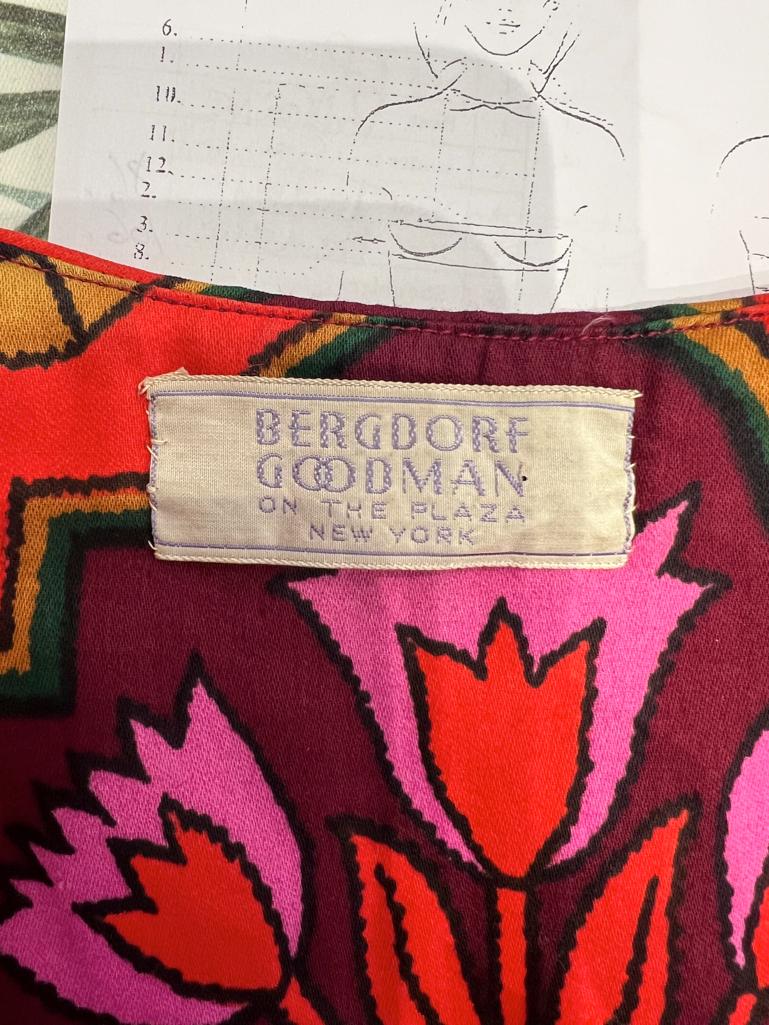 6.
1.
10.
11.
12.
2.
3.
8.
BERGDORF
GOODMAN
ON THE PLAZA
NEW YORK